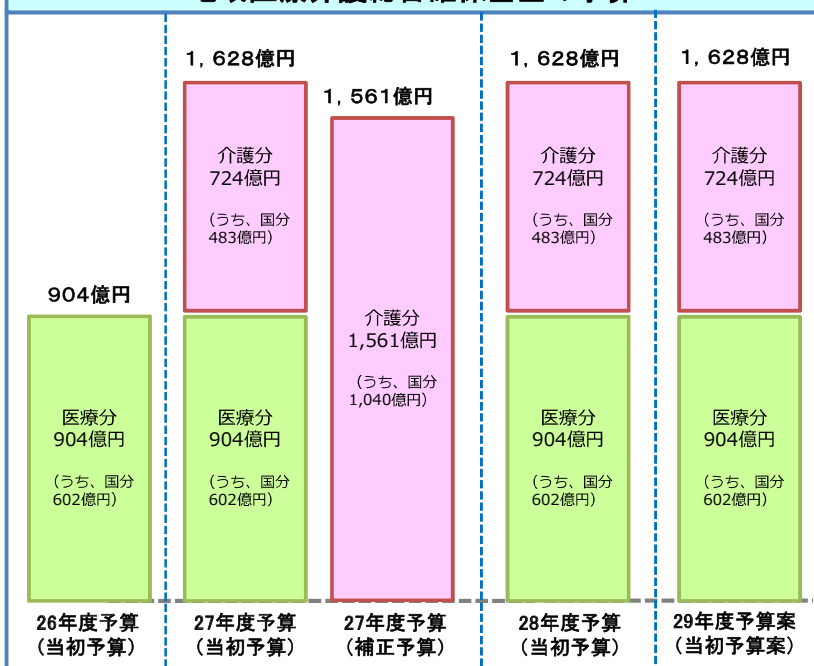 1,628億円
1,628億円
1,628億円
1,561億円
介護分
724億円
(うち、国分
483億円)
介護分
724億円
(うち、国分
483億円)
介護分
724億円
(うち、国分
483億円)
904億円
介護分
1,561億円
(うち、国分
1,040億円)
医療分
904億円
(うち、国分
602億円)
医療分
904億円
(うち、国分
602億円)
医療分
904億円
(うち、国分
602億円)
医療分
904億円
(うち、国分
602億円)
26年度予算
(当初予算)
27年度予算
(当初予算)
27年度予算
(補正予算)
28年度予算
(当初予算)
29年度予算案
(当初予算案)